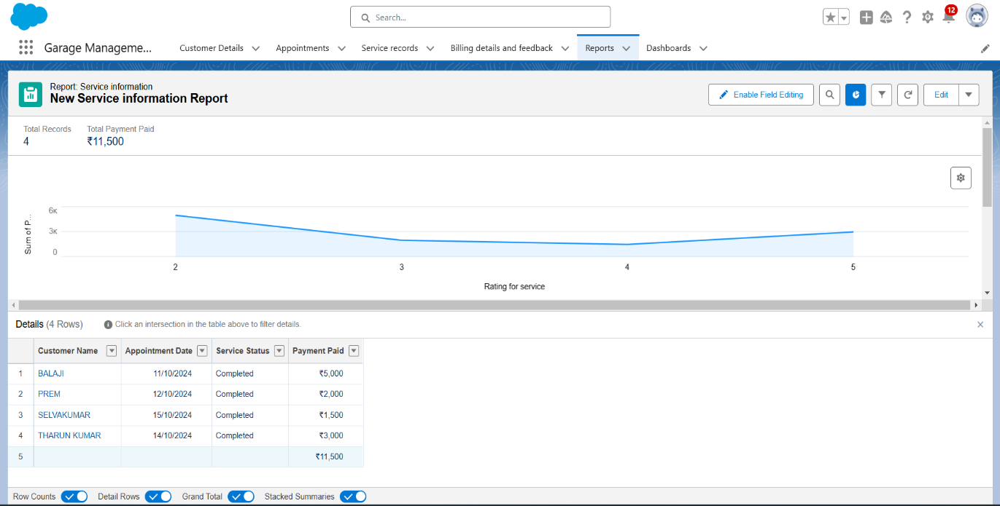 Search...
12
Garage Manageme...
Customer Details
Appointments
Service records
Billing details and feedback
Reports
Dashboards
Report: Service information
New Service information Report
Enable Field Editing
Edit
Total Records
4
Total Payment Paid
₹11,500
Sum of P...
6K
3K
0
2 3 4 5
Rating for service
Details (4 Rows)
Click an intersection in the table above to filter details.
Customer Name Appointment Date Service Status Payment Paid
1 BALAJI 11/10/2024 Completed ₹5,000
2 PREM 12/10/2024 Completed ₹2,000
3 SELVAKUMAR 15/10/2024 Completed ₹1,500
4 THARUN KUMAR 14/10/2024 Completed ₹3,000
5 ₹11,500
Row Counts Detail Rows Grand Total Stacked Summaries